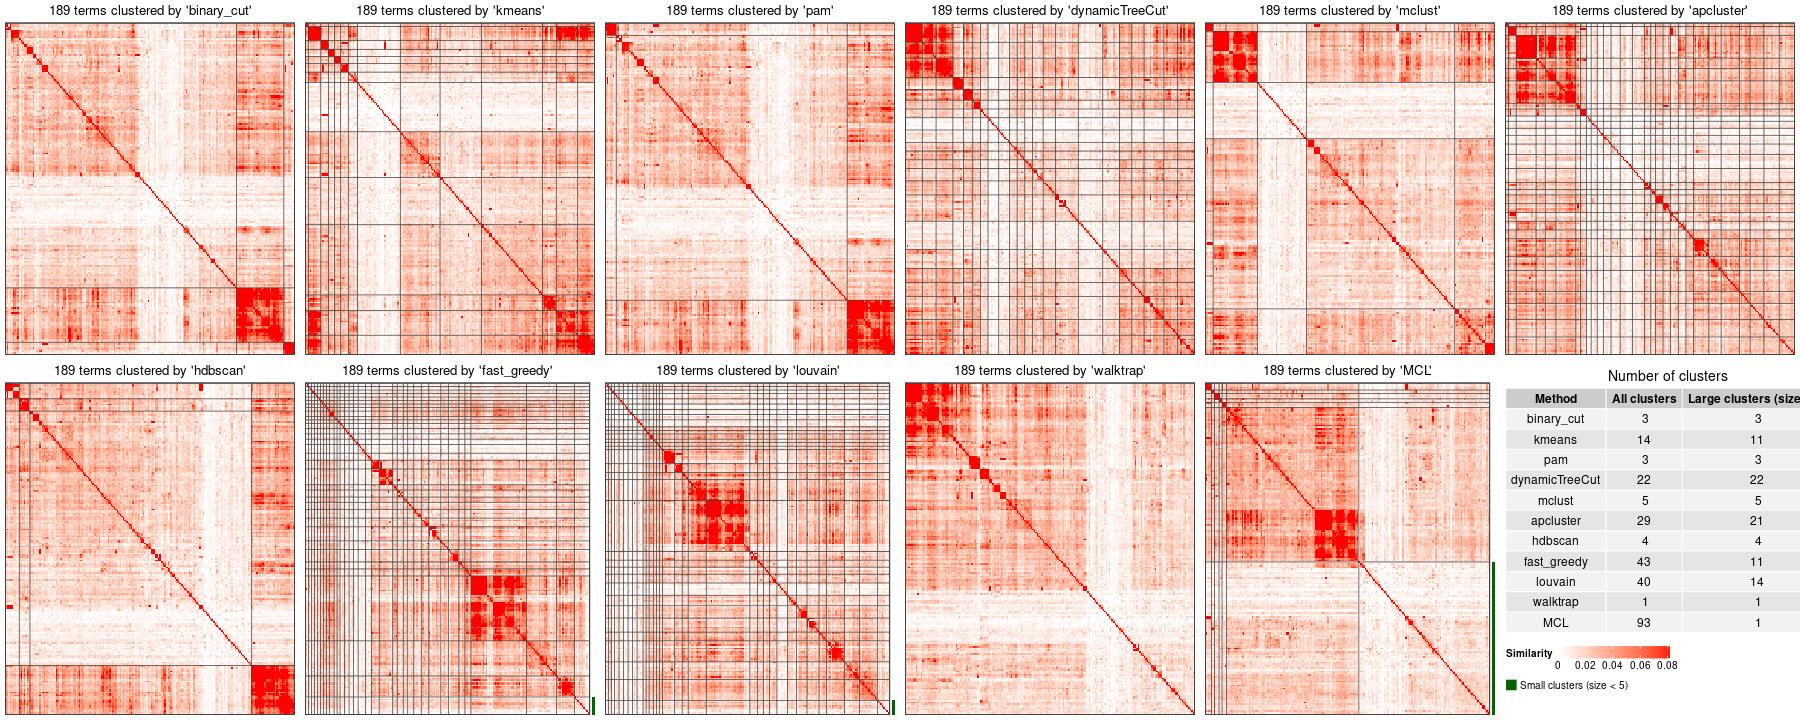 189 terms clustered by 'binary_cut'
189 terms clustered by 'kmeans'
189 terms clustered by 'pam'
189 terms clustered by 'dynamicTreeCut'
189 terms clustered by 'mclust'
189 terms clustered by 'apcluster'
189 terms clustered by 'hdbscan'
189 terms clustered by 'fast_greedy'
189 terms clustered by 'louvain'
189 terms clustered by 'walktrap'
189 terms clustered by 'MCL'
Number of clusters
Method All clusters Large clusters (size
binary_cut 3 3
kmeans 14 11
pam 3 3
dynamicTreeCut 22 22
mclust 5 5
apcluster 29 21
hdbscan 4 4
fast_greedy 43 11
louvain 40 14
walktrap 1 1
MCL 93 1
Similarity
0 0.02 0.04 0.06 0.08
Small clusters (size < 5)